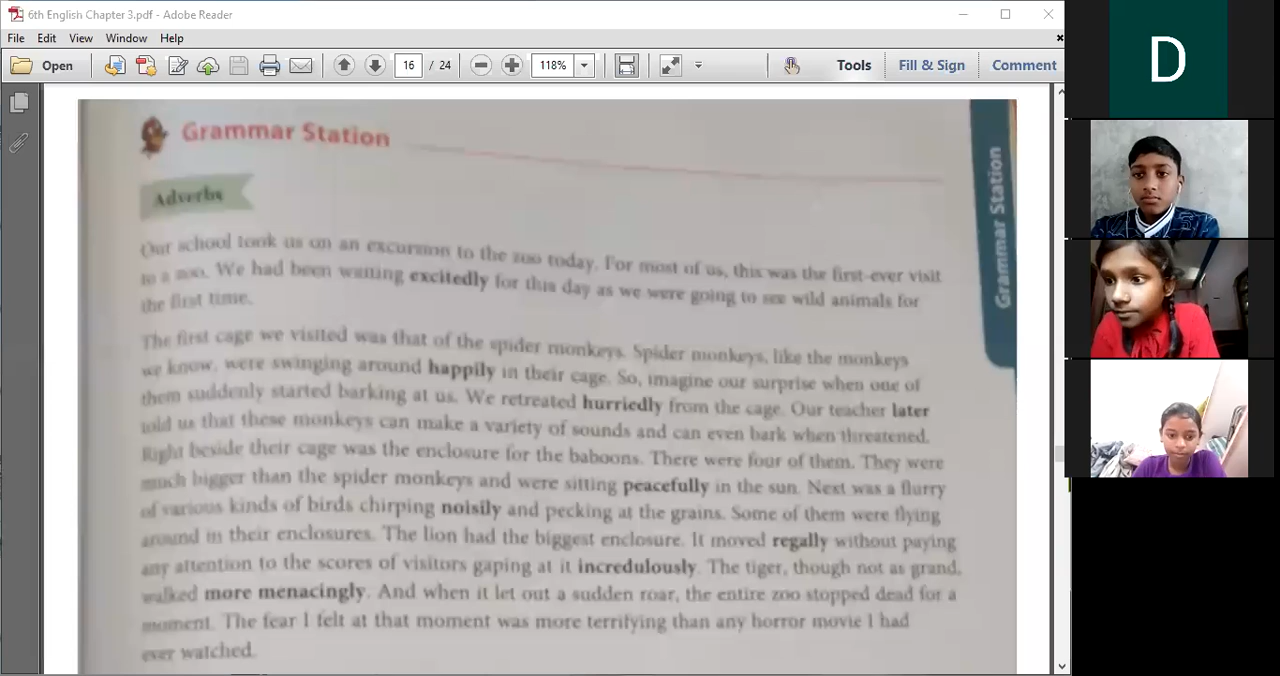 6th English Chapter 3.pdf - Adobe Reader
File Edit View Window Help
Open 16 / 24 118% Tools Fill & Sign Comment
Grammar Station
Adverbs
Our school took us on an excursion to the zoo today. For most of us, this was the first-ever visit
to a zoo. We had been waiting excitedly for this day as we were going to see wild animals for
the first time.
The first cage we visited was that of the spider monkeys. Spider monkeys, like the monkeys
we know, were swinging around happily in their cage. So, imagine our surprise when one of
them suddenly started barking at us. We retreated hurriedly from the cage. Our teacher later
told us that these monkeys can make a variety of sounds and can even bark when threatened.
Right beside their cage was the enclosure for the baboons. There were four of them. They were
much bigger than the spider monkeys and were sitting peacefully in the sun. Next was a flurry
of various kinds of birds chirping noisily and pecking at the grains. Some of them were flying
around in their enclosures. The lion had the biggest enclosure. It moved regally without paying
any attention to the scores of visitors gaping at it incredulously. The tiger, though not as grand,
walked more menacingly. And when it let out a sudden roar, the entire zoo stopped dead for a
moment. The fear I felt at that moment was more terrifying than any horror movie I had
ever watched.
Grammar Station
D